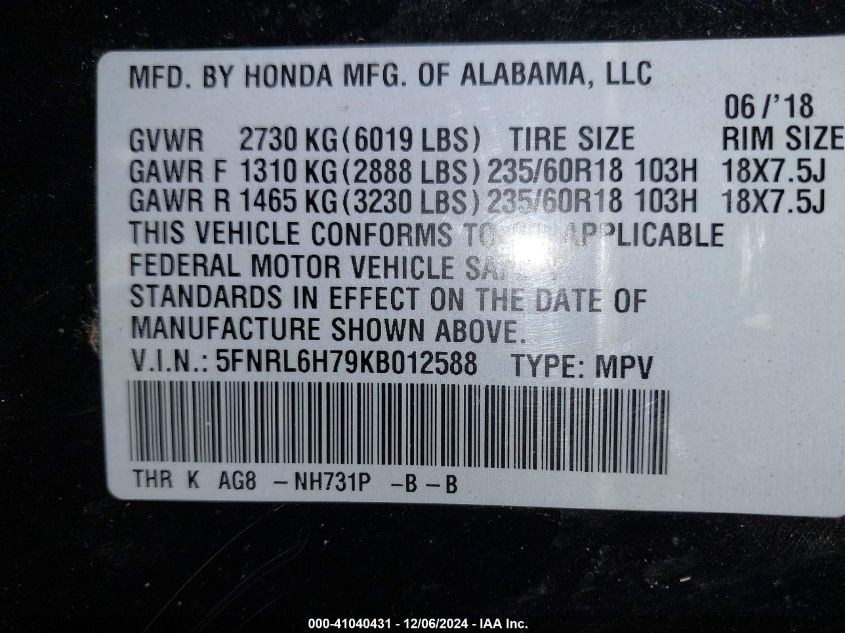 MFD. BY HONDA MFG. OF ALABAMA, LLC
06/'18
GVWR 2730 KG(6019 LBS) TIRE SIZE RIM SIZE
GAWR F 1310 KG(2888 LBS) 235/60R18 103H 18X7.5J
GAWR R 1465 KG(3230 LBS) 235/60R18 103H 18X7.5J
THIS VEHICLE CONFORMS TO APPLICABLE
FEDERAL MOTOR VEHICLE
STANDARDS IN EFFECT ON THE DATE OF
MANUFACTURE SHOWN ABOVE.
V.I.N.: 5FNRL6H79KB012588 TYPE: MPV
THR K AG8 -NH731P -B-B
000-41040431 - 12/06/2024 - IAA Inc.